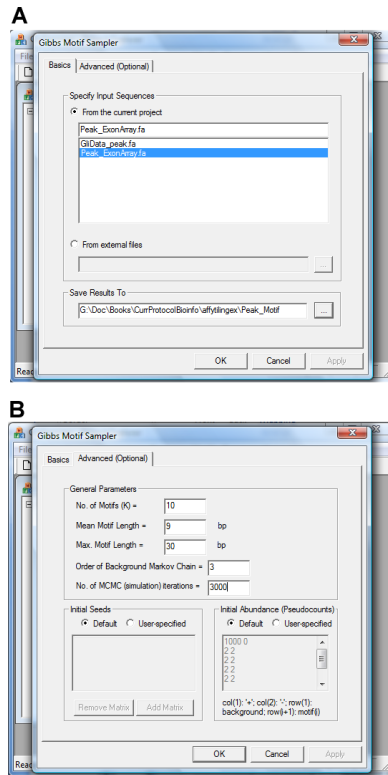 A
Gibbs Motif Sampler
File
Basics Advanced (Optional)
Specify Input Sequences
From the current project
Peak_ExonArray.fa
GliData_peak.fa
Peak_ExonArray.fa
From external files
...
Save Results To
G:\Doc\Books\CurrProtocolBioinfo\affytilingex\Peak_Motif
...
OK Cancel Apply
Read
B
Gibbs Motif Sampler
File
Basics Advanced (Optional)
General Parameters
No. of Motifs (K) = 10
Mean Motif Length = 9 bp
Max. Motif Length = 30 bp
Order of Background Markov Chain = 3
No. of MCMC (simulation) iterations = 3000
Initial Seeds
Default User-specified
Remove Matrix Add Matrix
Initial Abundance (Pseudocounts)
Default User-specified
1000 0
2 2
2 2
2 2
2 2
col(1): '+'; col(2): '-'; row(1):
background; row(i+1): motif(i)
OK Cancel Apply
Read